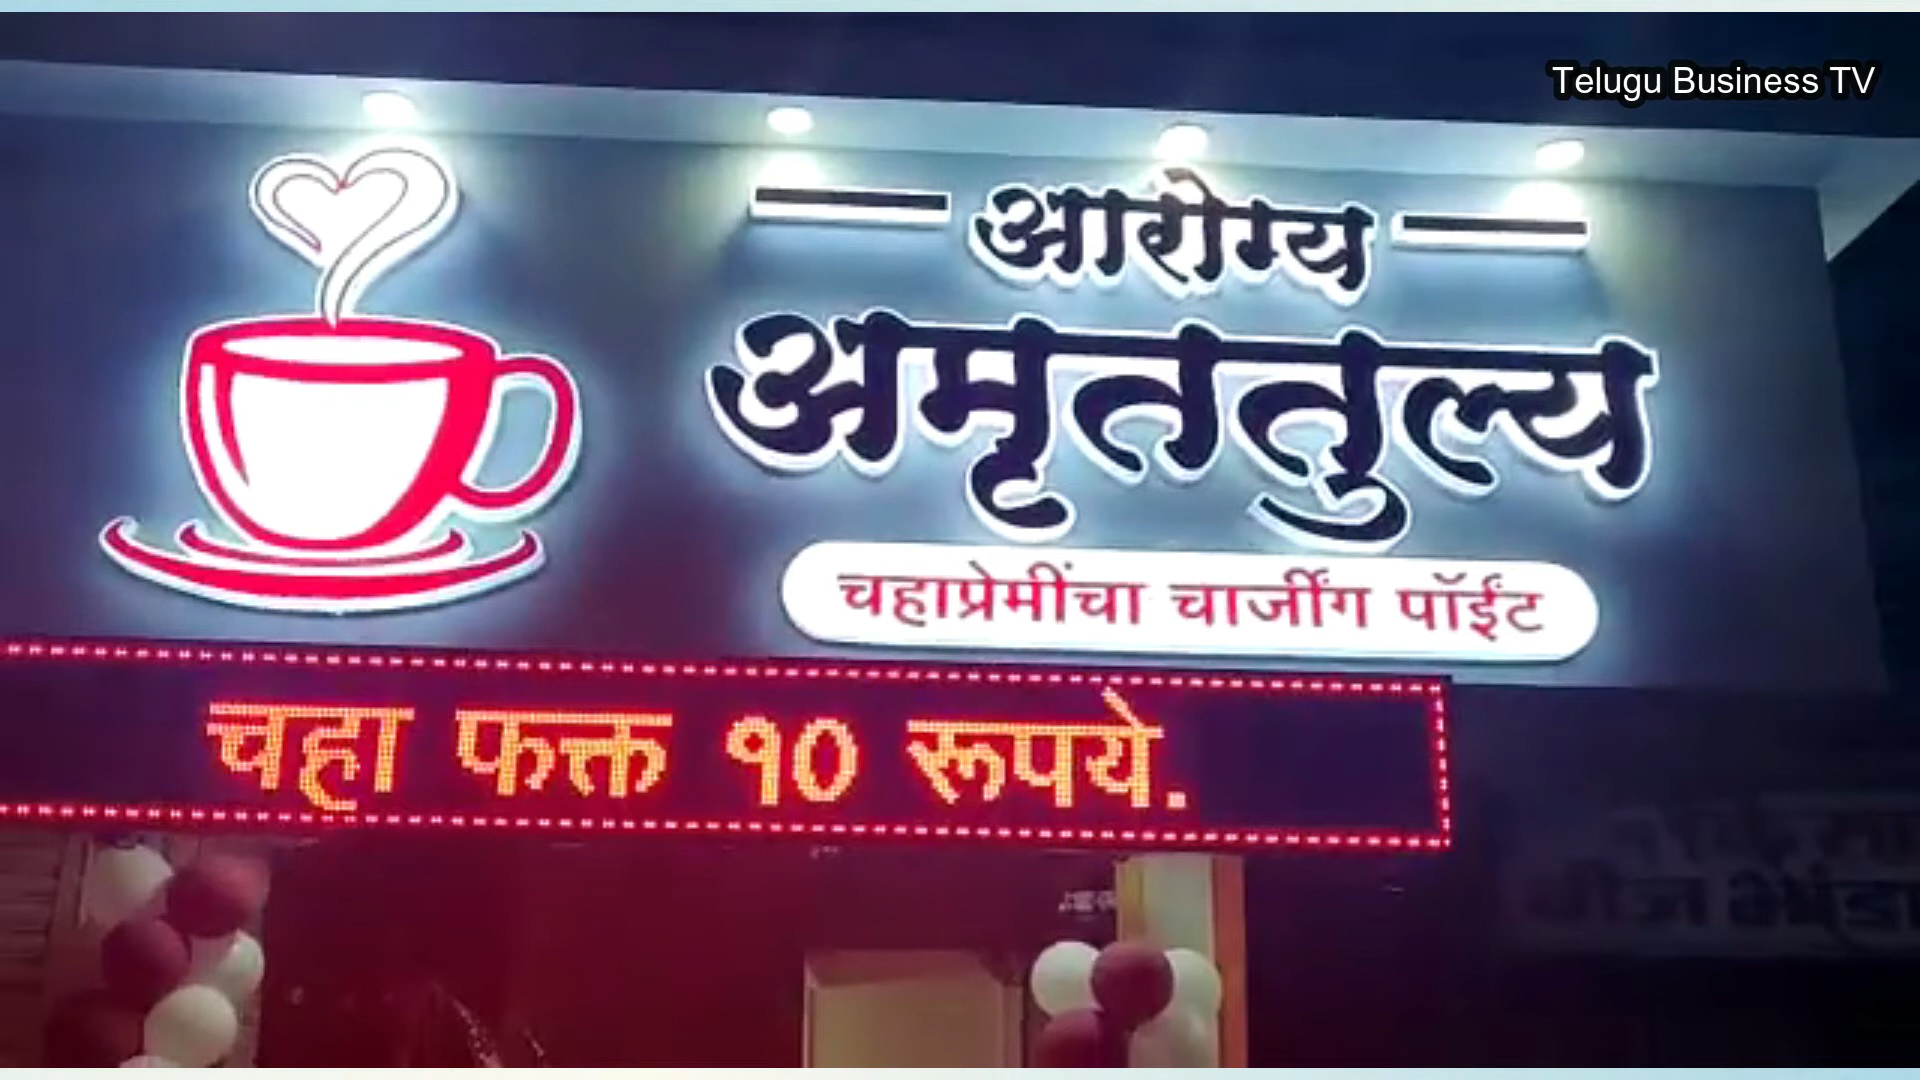 Telugu Business TV
आरोग्य
अमृततुल्य
चहाप्रेमींचा चार्जींग पॉईंट
चहा फक्त १० रूपये.